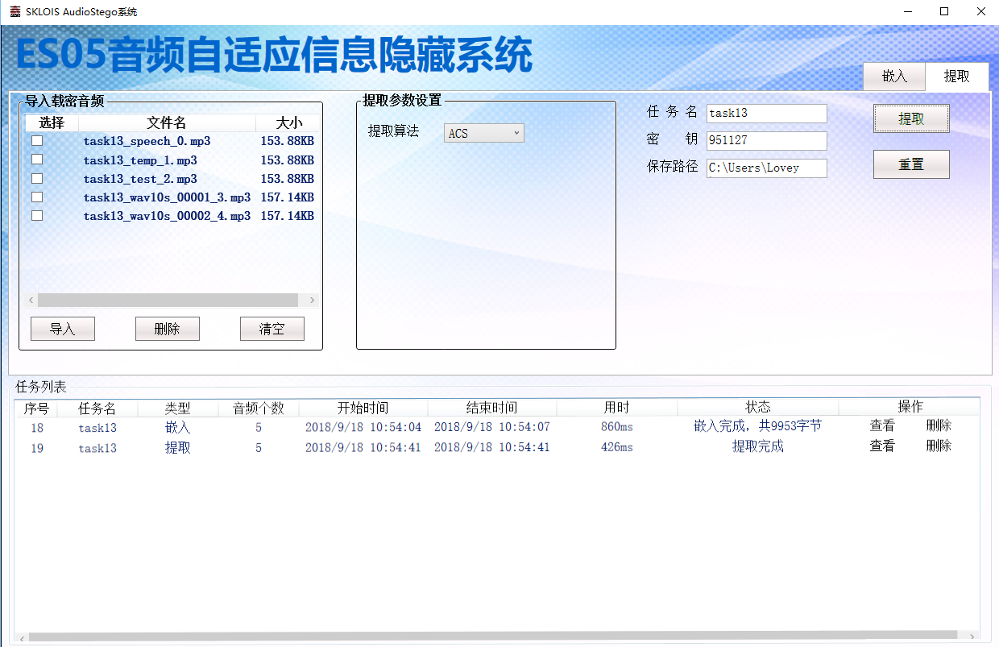 SKLOIS AudioStego系统
ES05音频自适应信息隐藏系统
嵌入 提取
导入载密音频
选择 文件名 大小
task13_speech_0.mp3 153.88KB
task13_temp_1.mp3 153.88KB
task13_test_2.mp3 153.88KB
task13_wav10s_00001_3.mp3 157.14KB
task13_wav10s_00002_4.mp3 157.14KB
导入 删除 清空
提取参数设置
提取算法 ACS
任务名 task13
密钥 951127
保存路径 C:\Users\Lovey
提取
重置
任务列表
序号 任务名 类型 音频个数 开始时间 结束时间 用时 状态 操作
18 task13 嵌入 5 2018/9/18 10:54:04 2018/9/18 10:54:07 860ms 嵌入完成，共9953字节 查看 删除
19 task13 提取 5 2018/9/18 10:54:41 2018/9/18 10:54:41 426ms 提取完成 查看 删除